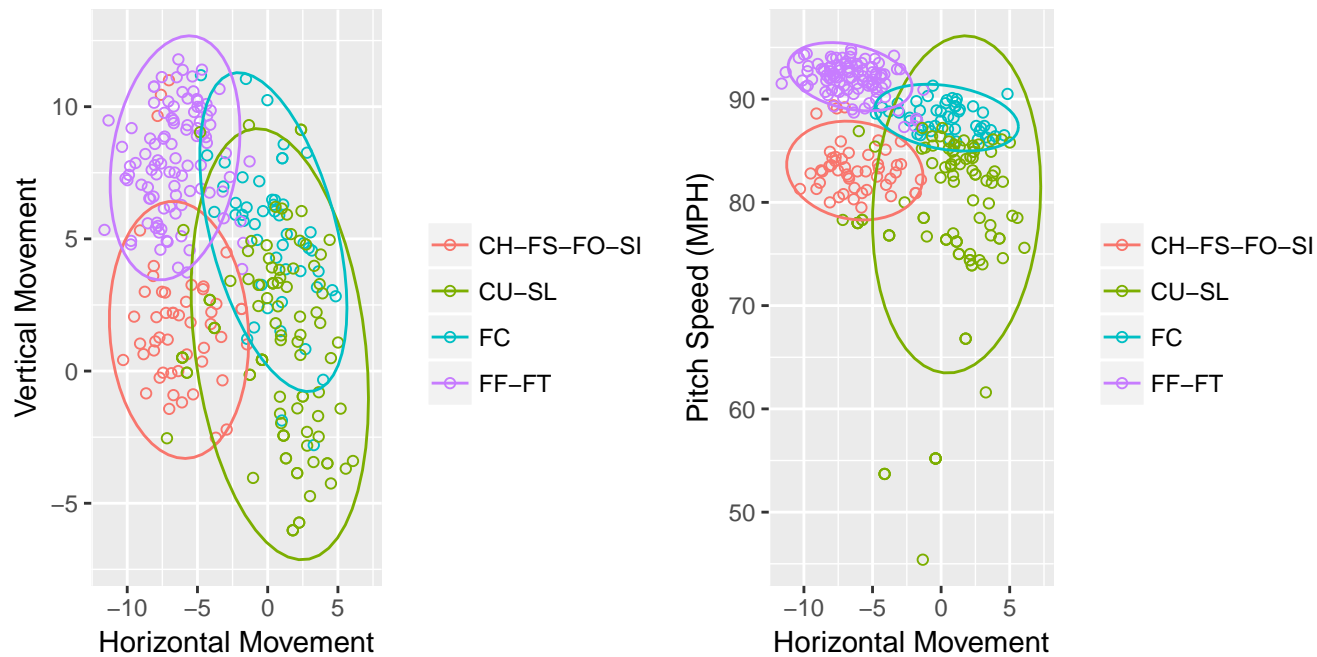 Vertical Movement
10
5
0
−5
−10
−5
0
5
Horizontal Movement
CH−FS−FO−SI
CU−SL
FC
FF−FT
Pitch Speed (MPH)
90
80
70
60
50
−10
−5
0
5
Horizontal Movement
CH−FS−FO−SI
CU−SL
FC
FF−FT